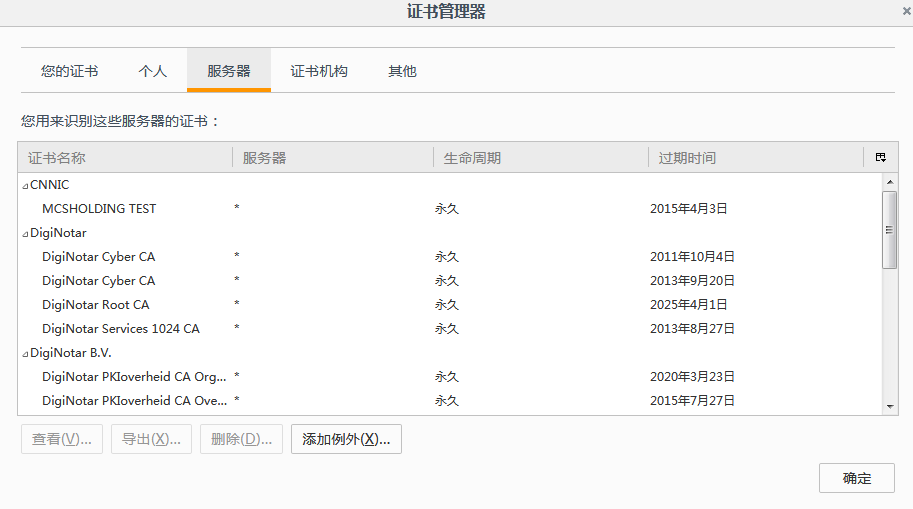 证书管理器
您的证书 个人 服务器 证书机构 其他
您用来识别这些服务器的证书：
证书名称 服务器 生命周期 过期时间
CNNIC
MCSHOLDING TEST * 永久 2015年4月3日
DigiNotar
DigiNotar Cyber CA * 永久 2011年10月4日
DigiNotar Cyber CA * 永久 2013年9月20日
DigiNotar Root CA * 永久 2025年4月1日
DigiNotar Services 1024 CA * 永久 2013年8月27日
DigiNotar B.V.
DigiNotar PKIoverheid CA Org... * 永久 2020年3月23日
DigiNotar PKIoverheid CA Ove... * 永久 2015年7月27日
查看(V)... 导出(X)... 删除(D)... 添加例外(X)...
确定